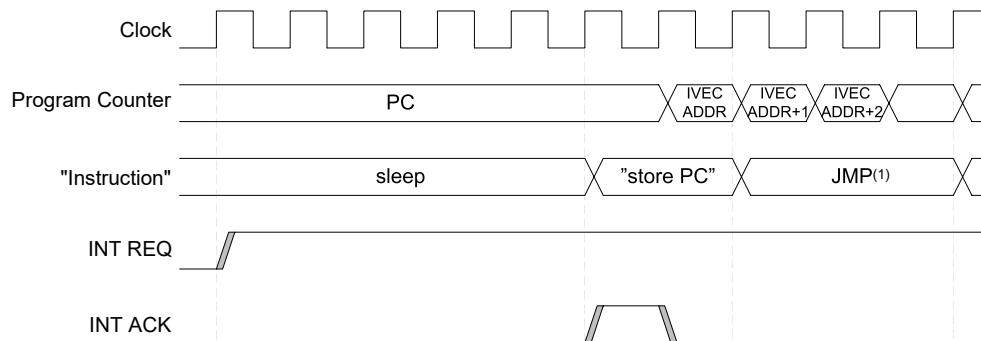 Clock
Program Counter
PC
IVEC
ADDR
IVEC
ADDR+1
IVEC
ADDR+2
"Instruction"
sleep
”store PC”
JMP(1)
INT REQ
INT ACK